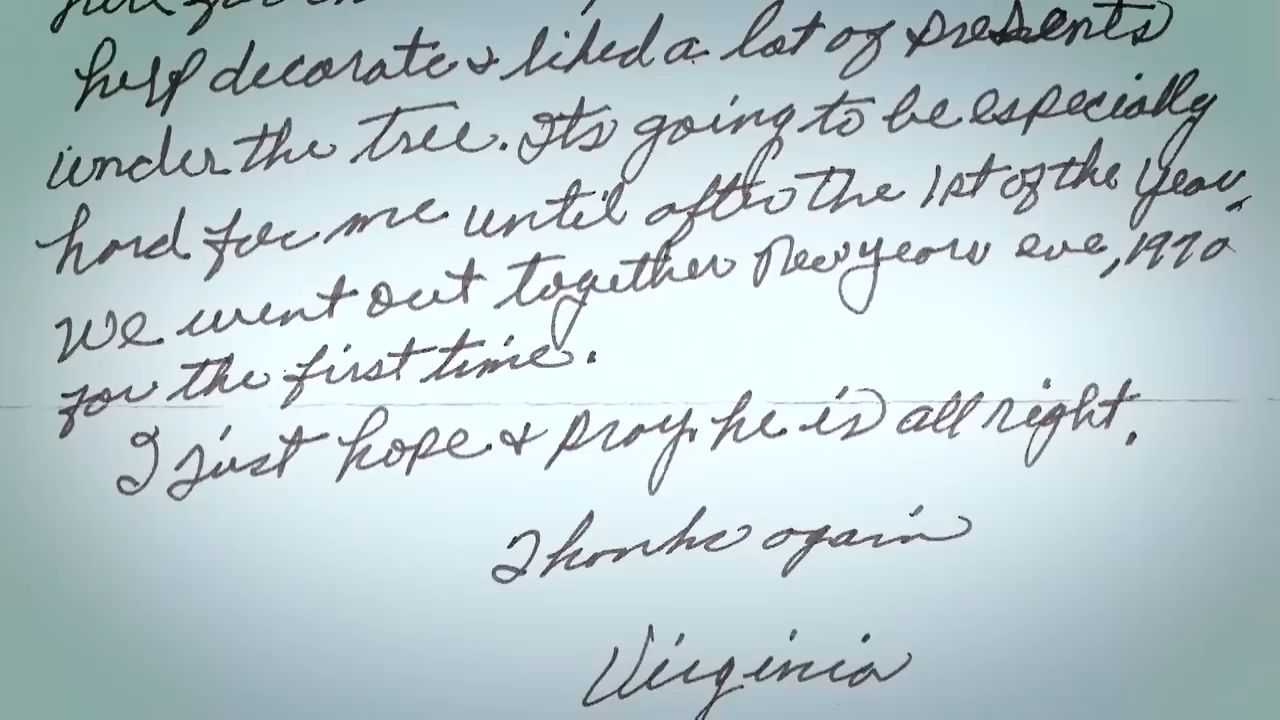 help decorate & liked a lot of presents
under the tree. Its going to be especially
hard for me until after the 1st of the year.
We went out together New years eve, 1970
for the first time.
I just hope & pray he is all right.
Thanks again
Virginia